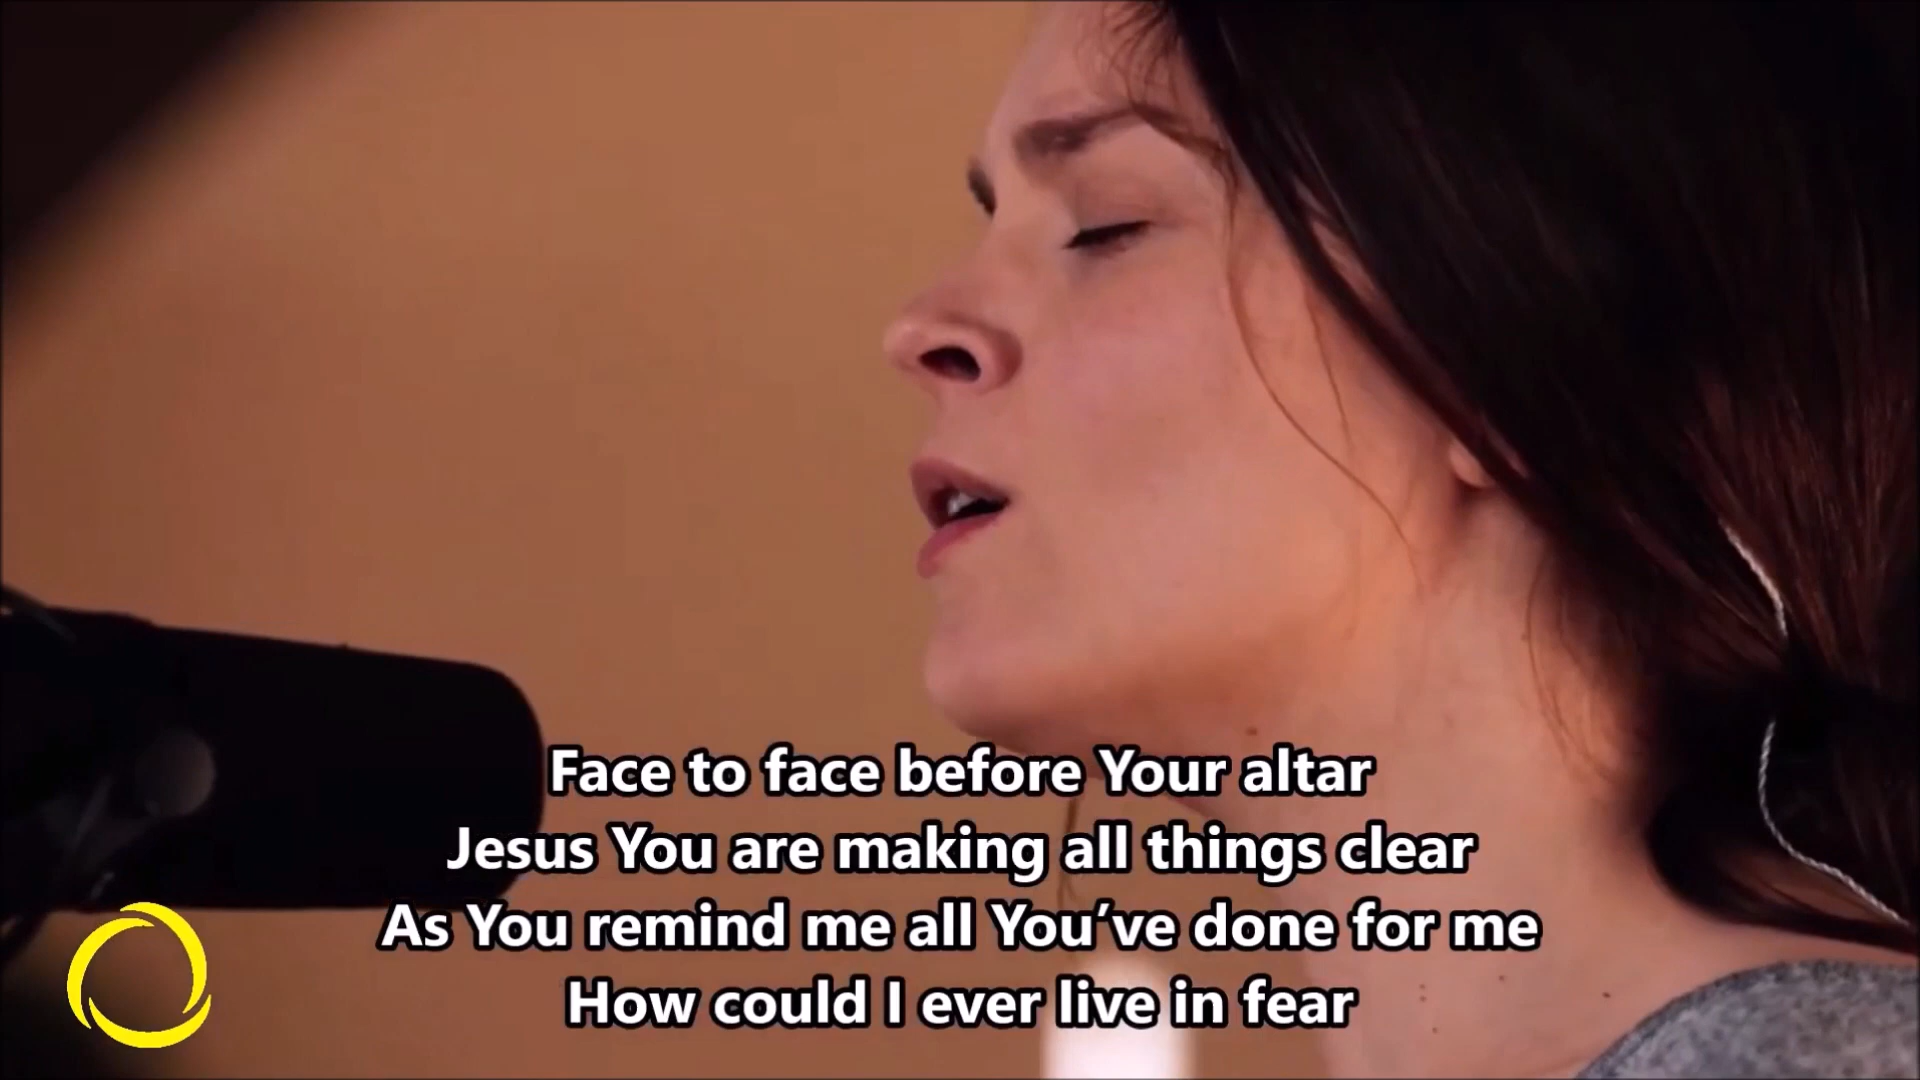 Face to face before Your altar
Jesus You are making all things clear
As You remind me all You’ve done for me
How could I ever live in fear